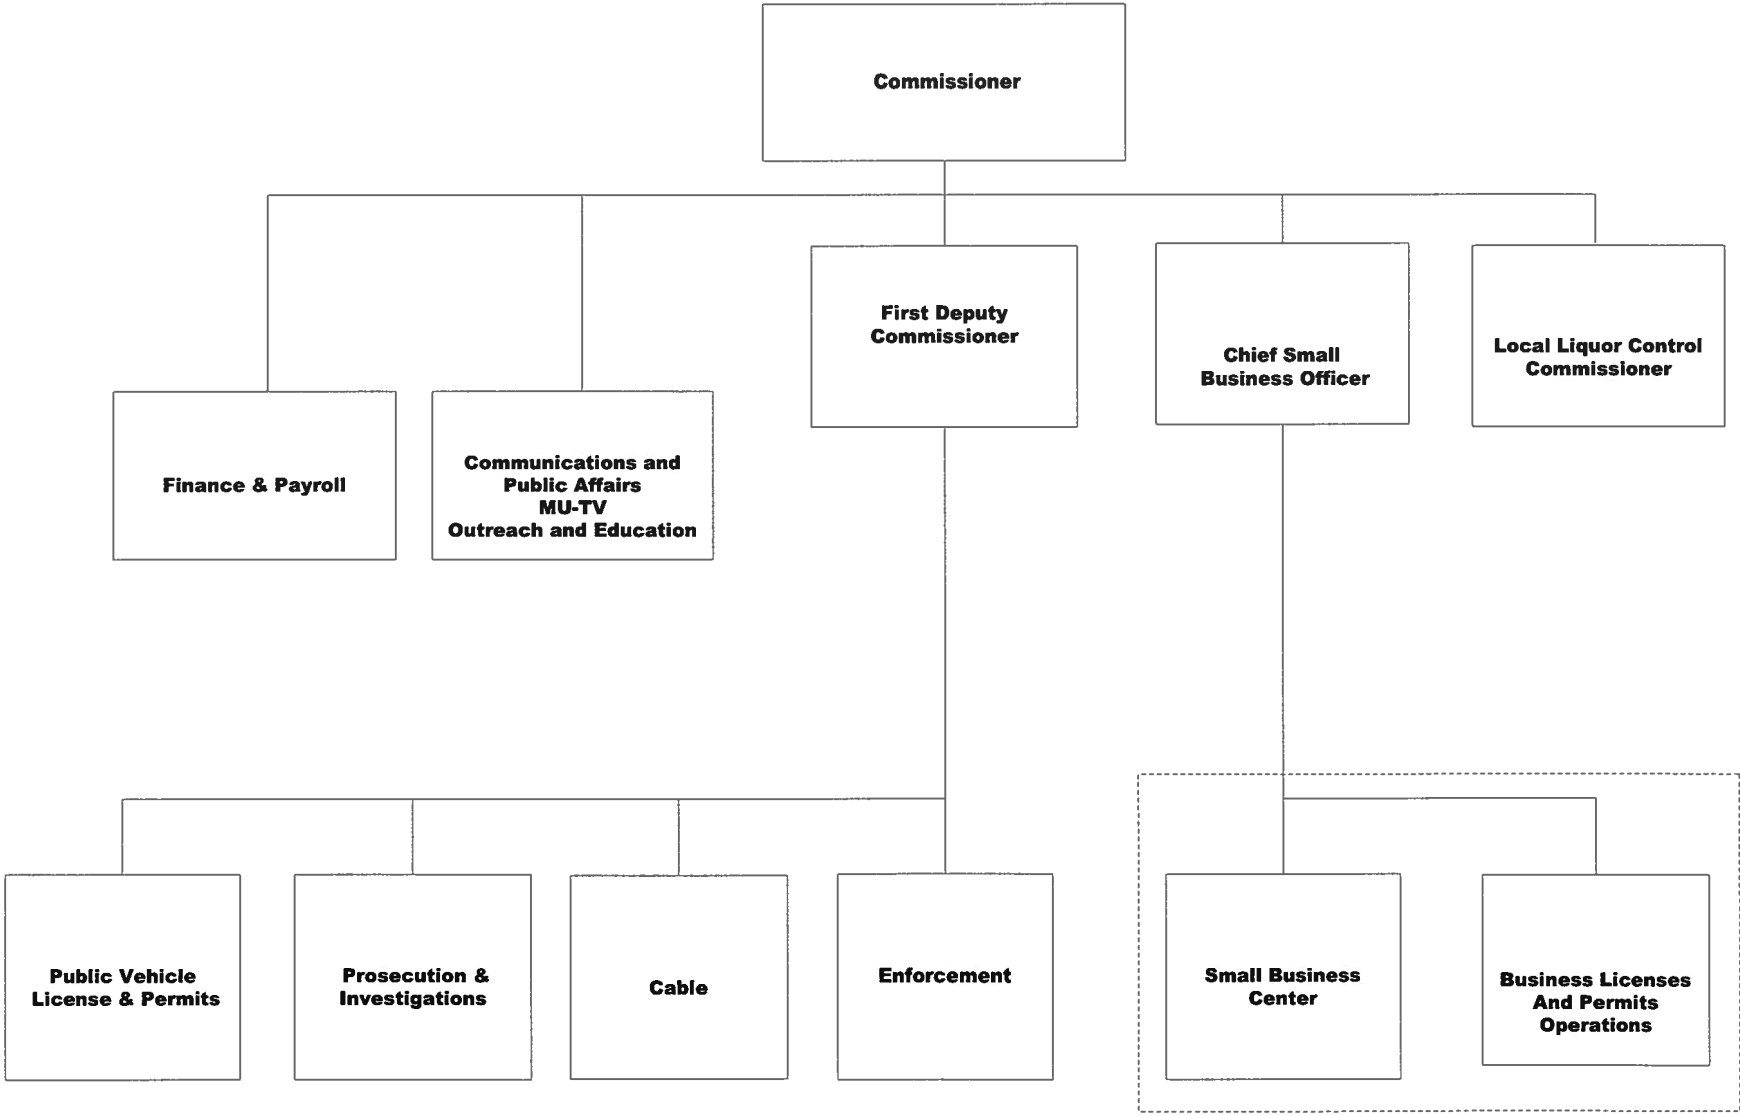 Commissioner
First Deputy
Commissioner
Chief Small
Business Officer
Local Liquor Control
Commissioner
Finance & Payroll
Communications and
Public Affairs
MU-TV
Outreach and Education
Public Vehicle
License & Permits
Prosecution &
Investigations
Cable
Enforcement
Small Business
Center
Business Licenses
And Permits
Operations